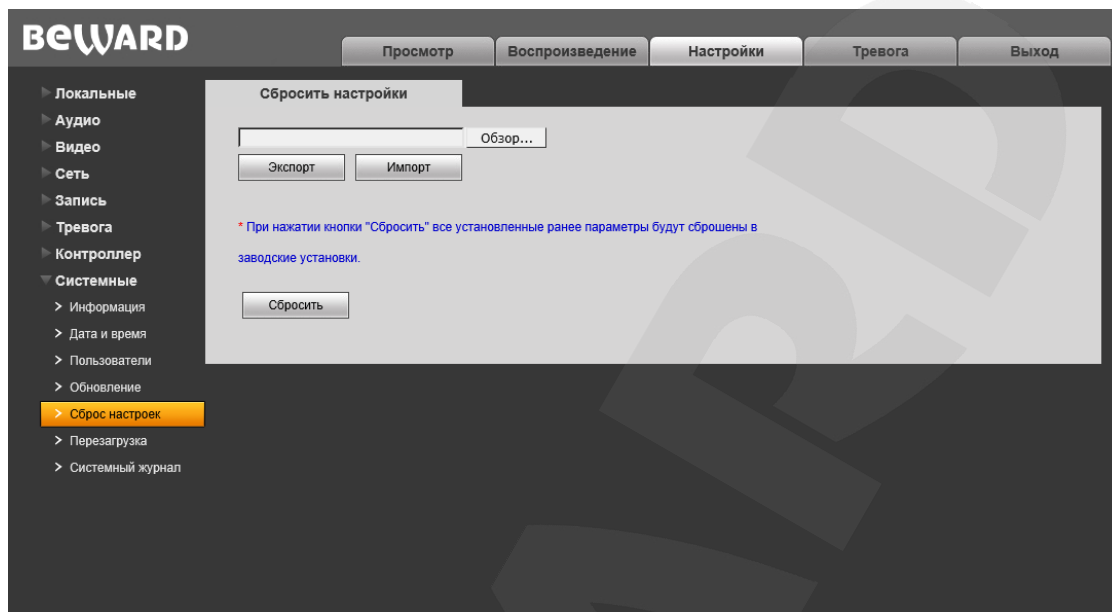 BEWARD
Просмотр
Воспроизведение
Настройки
Тревога
Выход
Локальные
Аудио
Видео
Сеть
Запись
Тревога
Контроллер
Системные
Информация
Дата и время
Пользователи
Обновление
Сброс настроек
Перезагрузка
Системный журнал
Сбросить настройки
Обзор...
Экспорт
Импорт
* При нажатии кнопки "Сбросить" все установленные ранее параметры будут сброшены в
заводские установки.
Сбросить